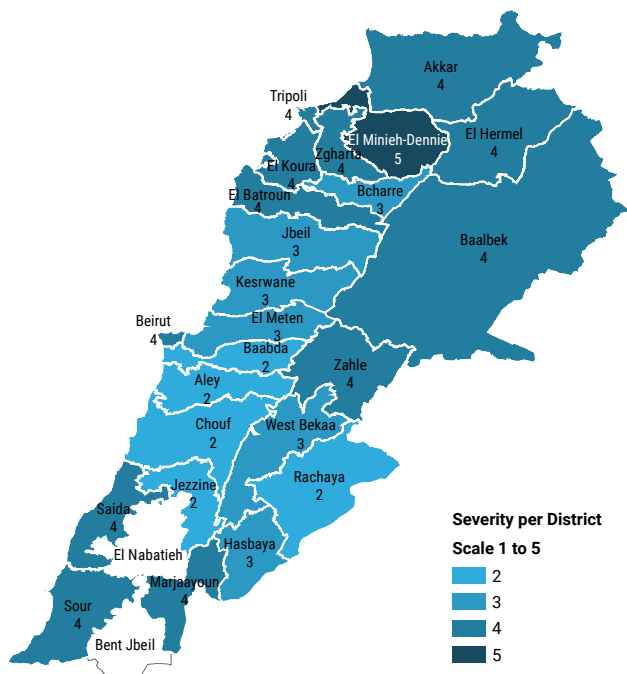 Akkar
4
Tripoli
4
El Minieh-Dennie
5
El Hermel
4
Zgharta
4
El Koura
4
Bcharre
3
El Batroun
4
Jbeil
3
Baalbek
4
Kesrwane
3
El Meten
3
Beirut
4
Baabda
2
Zahle
4
Aley
2
Chouf
2
West Bekaa
3
Rachaya
2
Jezzine
2
Saida
4
El Nabatieh
Hasbaya
3
Marjaayoun
4
Sour
4
Bent Jbeil
Severity per District
Scale 1 to 5
2
3
4
5